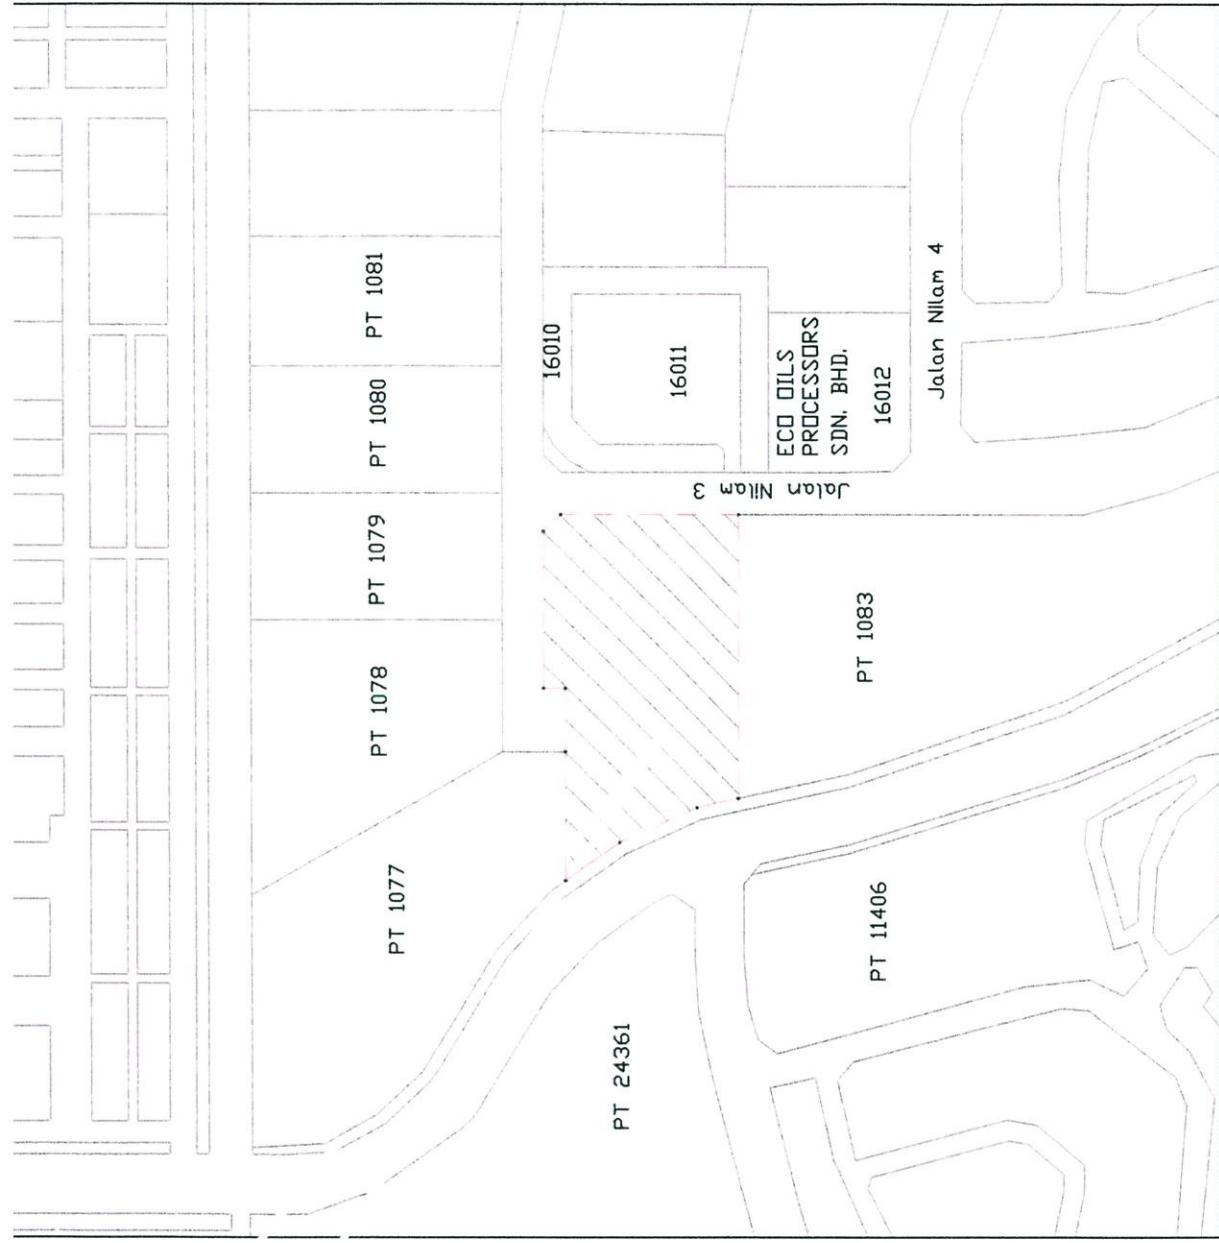 PT 1081
PT 1080
PT 1079
PT 1078
PT 1077
16010
16011
ECO OILS
PROCESSORS
SDN. BHD.
16012
Jalan Nilam 4
Jalan Nilam 3
PT 1083
PT 11406
PT 24361